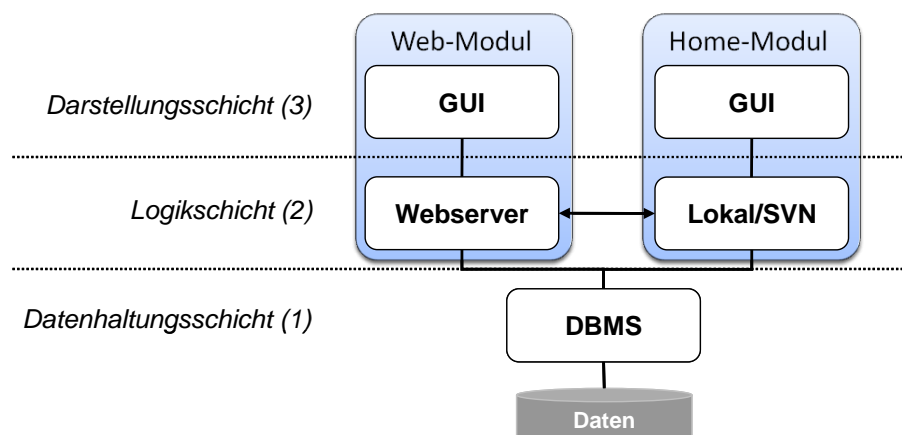 Web-Modul
Home-Modul
Darstellungsschicht (3)
GUI
GUI
Logikschicht (2)
Webserver
Lokal/SVN
Datenhaltungsschicht (1)
DBMS
Daten